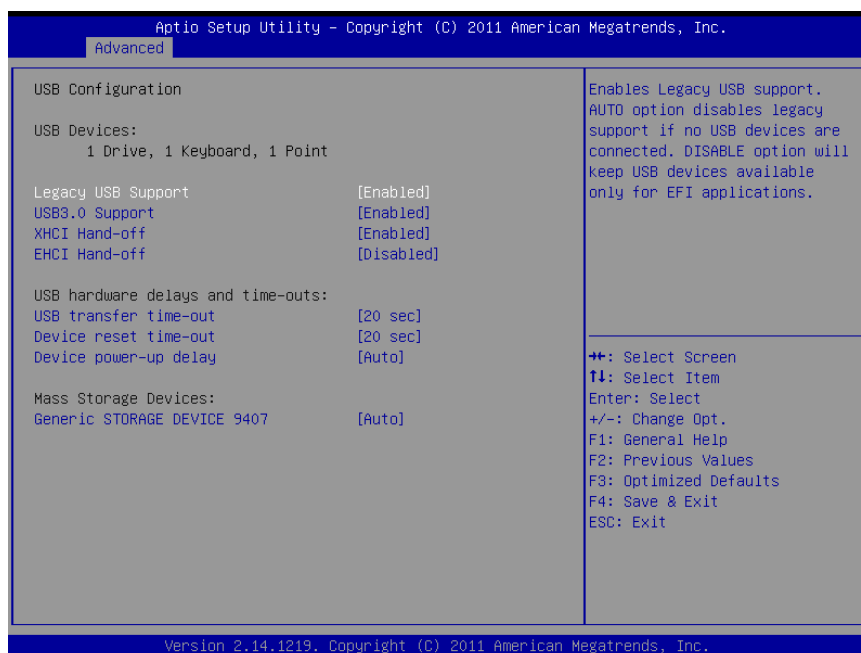 Aptio Setup Utility – Copyright (C) 2011 American Megatrends, Inc.
Advanced
USB Configuration
USB Devices:
1 Drive, 1 Keyboard, 1 Point
Legacy USB Support [Enabled]
USB3.0 Support [Enabled]
XHCI Hand-off [Enabled]
EHCI Hand-off [Disabled]
USB hardware delays and time-outs:
USB transfer time-out [20 sec]
Device reset time-out [20 sec]
Device power-up delay [Auto]
Mass Storage Devices:
Generic STORAGE DEVICE 9407 [Auto]
Enables Legacy USB support.
AUTO option disables legacy
support if no USB devices are
connected. DISABLE option will
keep USB devices available
only for EFI applications.
→←: Select Screen
↑↓: Select Item
Enter: Select
+/-: Change Opt.
F1: General Help
F2: Previous Values
F3: Optimized Defaults
F4: Save & Exit
ESC: Exit
Version 2.14.1219. Copyright (C) 2011 American Megatrends, Inc.